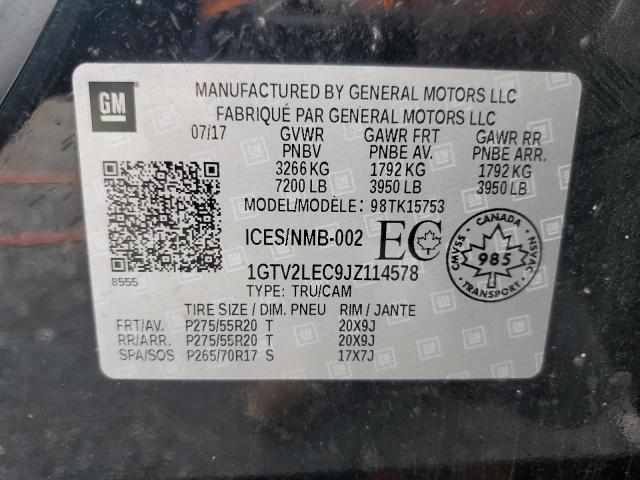 GM
MANUFACTURED BY GENERAL MOTORS LLC
FABRIQUÉ PAR GENERAL MOTORS LLC
07/17 GVWR GAWR FRT GAWR RR
PNBV PNBE AV. PNBE ARR.
3266 KG 1792 KG 1792 KG
7200 LB 3950 LB 3950 LB
MODEL/MODÈLE: 98TK15753
ICES/NMB-002 EC
CANADA
CMVSS 985 NSVAC
TRANSPORT
8555
1GTV2LEC9JZ114578
TYPE: TRU/CAM
TIRE SIZE / DIM. PNEU RIM / JANTE
FRT/AV. P275/55R20 T 20X9J
RR/ARR. P275/55R20 T 20X9J
SPA/SOS P265/70R17 S 17X7J